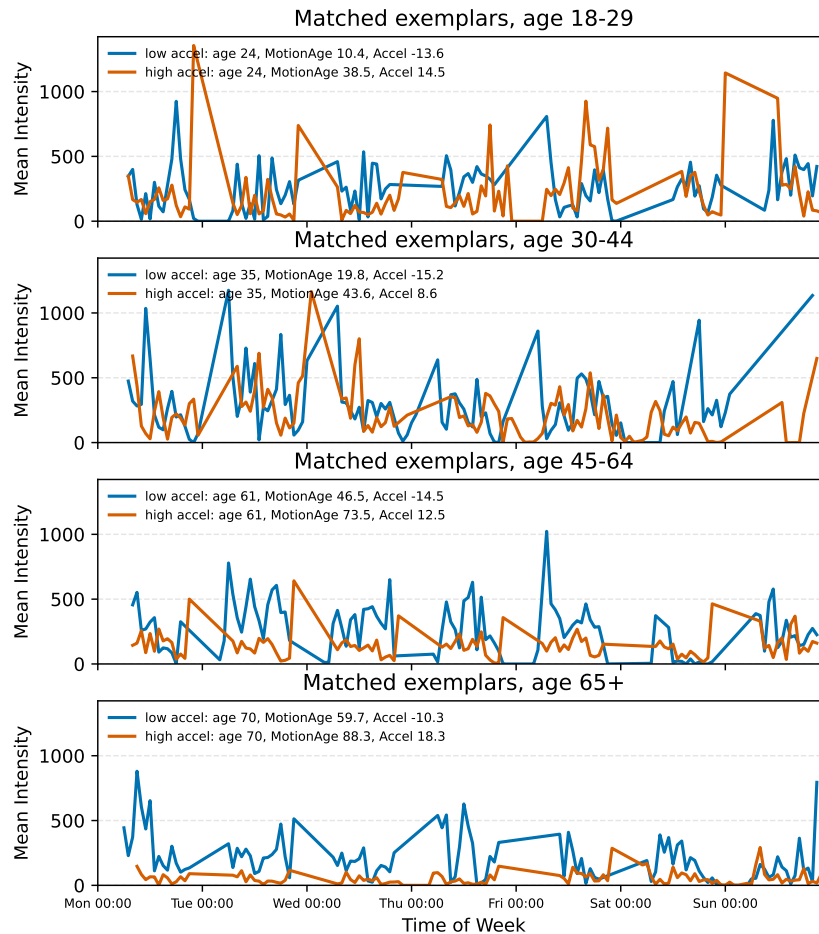 Matched exemplars, age 18-29
low accel: age 24, MotionAge 10.4, Accel -13.6
high accel: age 24, MotionAge 38.5, Accel 14.5
Mean Intensity
1000
500
0
Matched exemplars, age 30-44
low accel: age 35, MotionAge 19.8, Accel -15.2
high accel: age 35, MotionAge 43.6, Accel 8.6
Mean Intensity
1000
500
0
Matched exemplars, age 45-64
low accel: age 61, MotionAge 46.5, Accel -14.5
high accel: age 61, MotionAge 73.5, Accel 12.5
Mean Intensity
1000
500
0
Matched exemplars, age 65+
low accel: age 70, MotionAge 59.7, Accel -10.3
high accel: age 70, MotionAge 88.3, Accel 18.3
Mean Intensity
1000
500
0
Mon 00:00 Tue 00:00 Wed 00:00 Thu 00:00 Fri 00:00 Sat 00:00 Sun 00:00
Time of Week